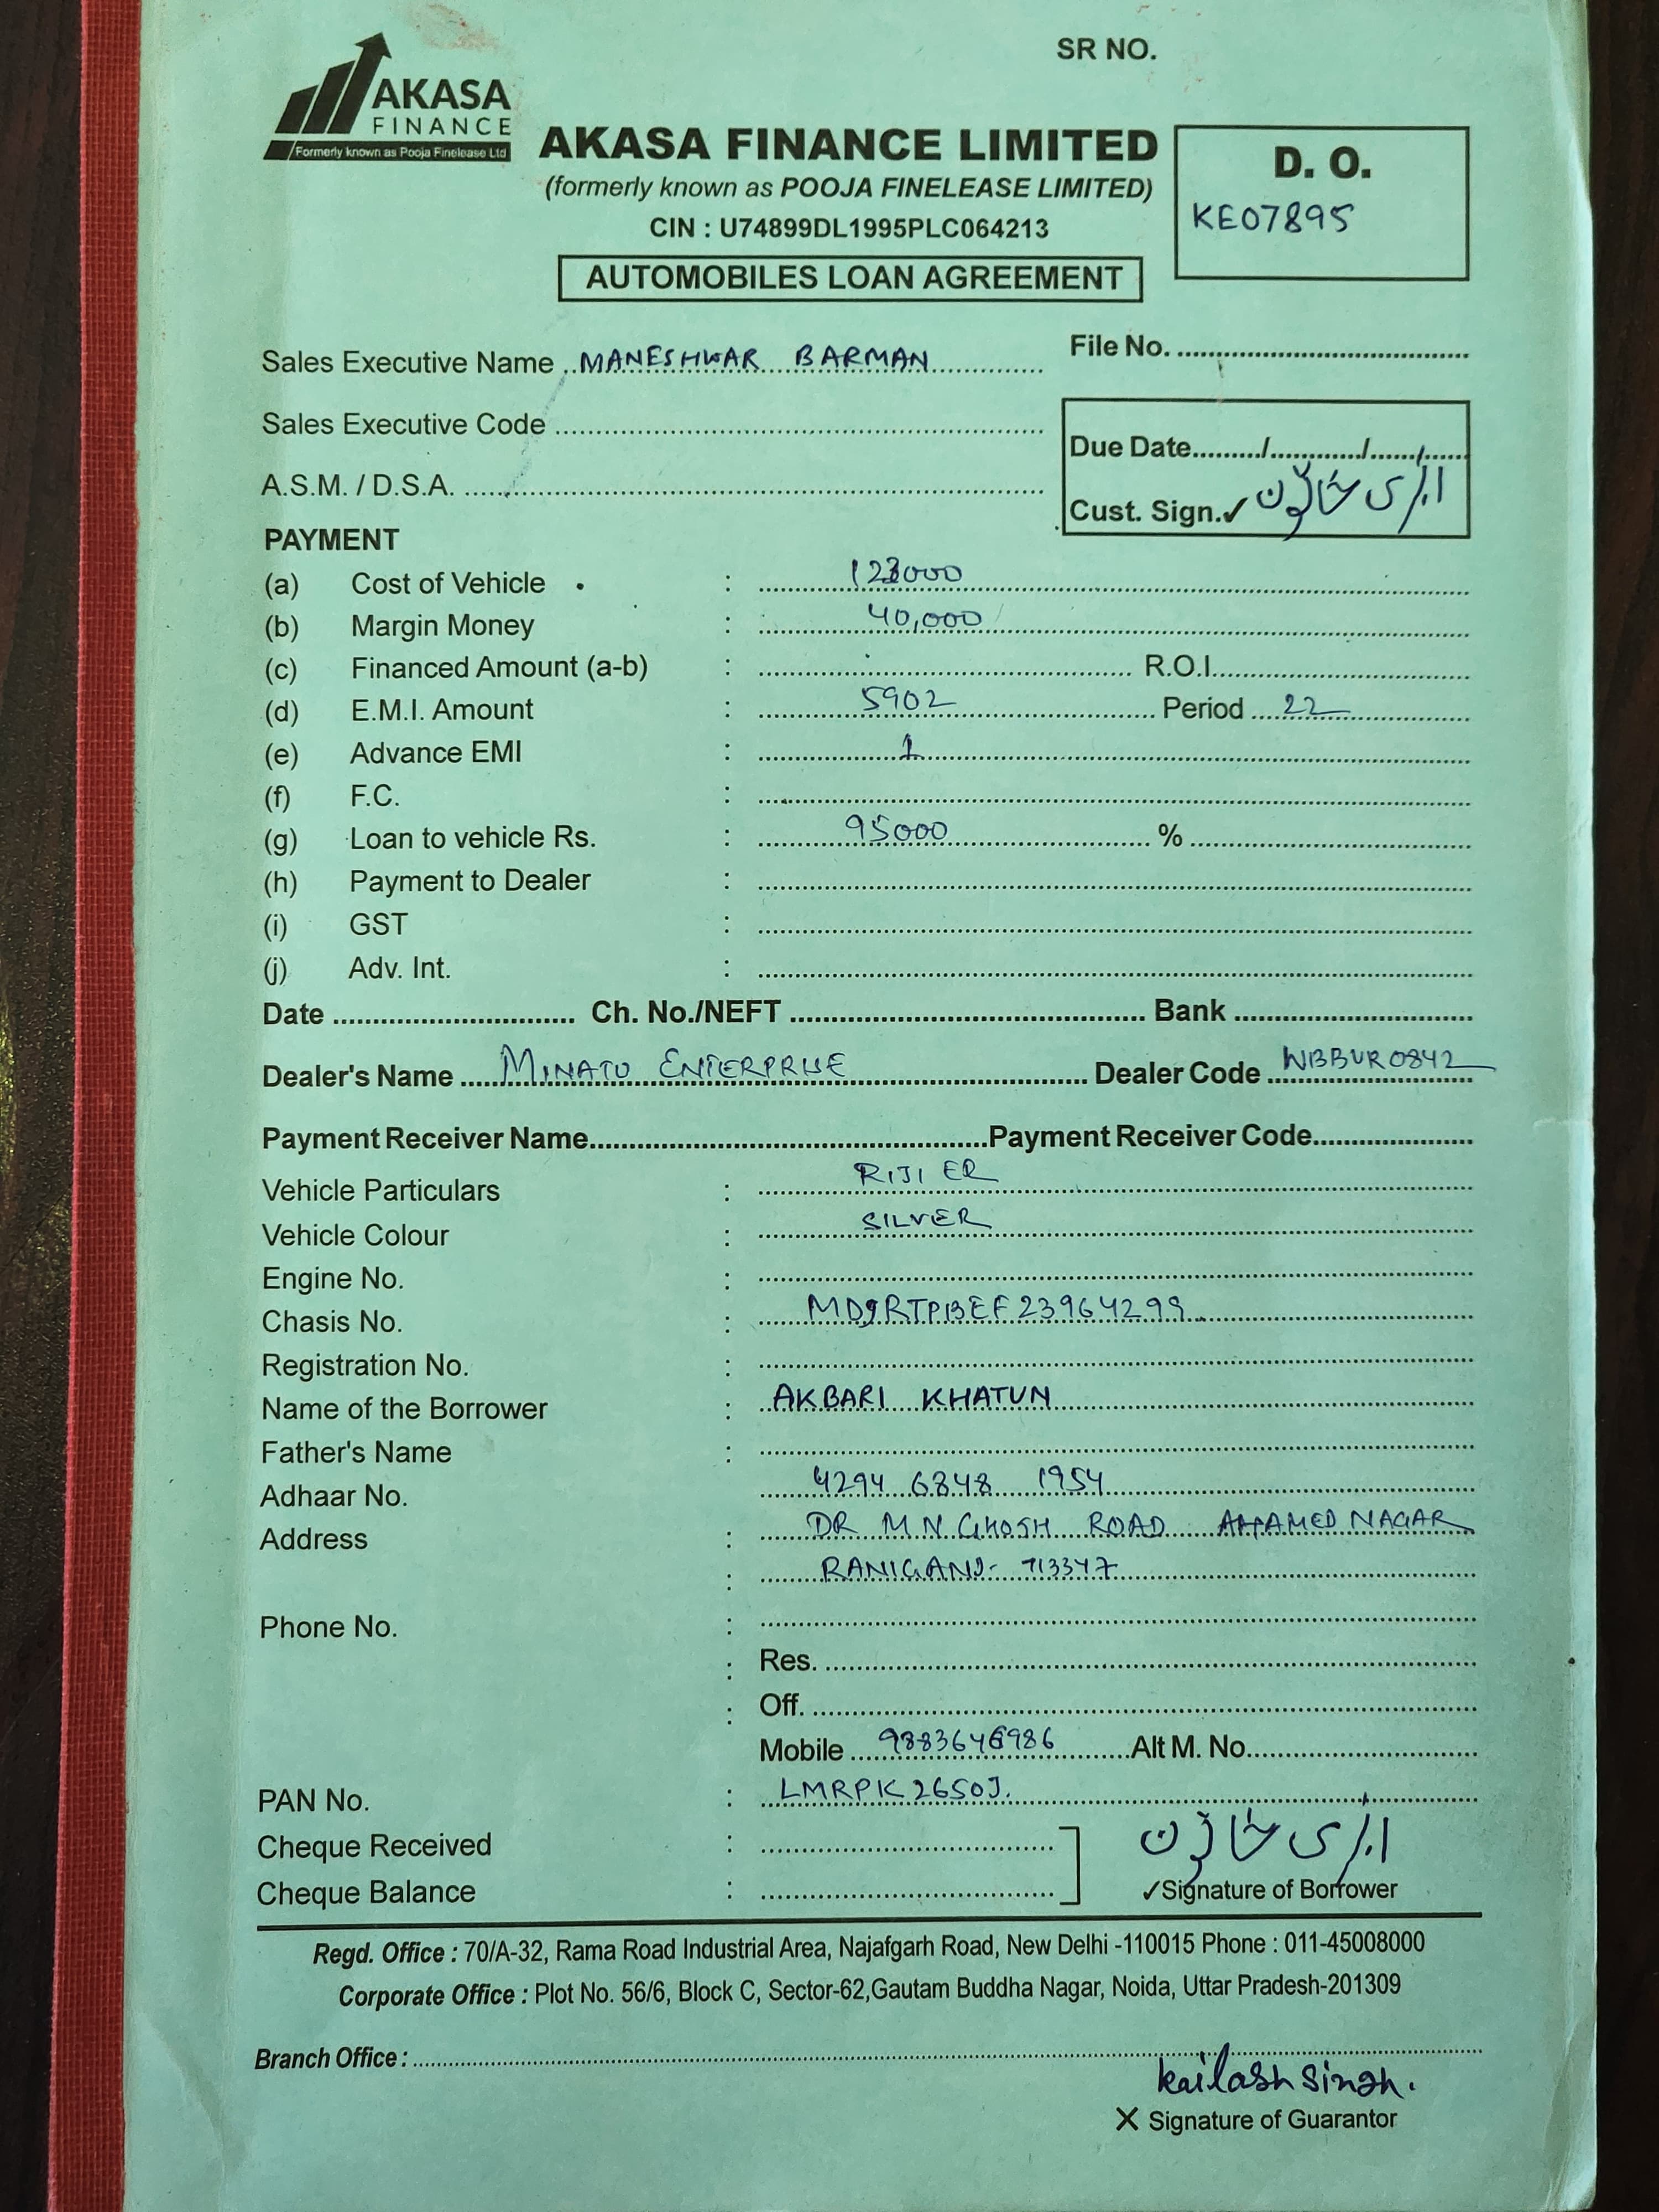 SR NO.
AKASA
FINANCE
Formerly known as Pooja Finelease Ltd
AKASA FINANCE LIMITED
(formerly known as POOJA FINELEASE LIMITED)
CIN : U74899DL1995PLC064213
AUTOMOBILES LOAN AGREEMENT
D. O.
KE07895
Sales Executive Name MANESHWAR BARMAN
File No.
Sales Executive Code
A.S.M. / D.S.A.
Due Date / /
Cust. Sign.✓
PAYMENT
(a) Cost of Vehicle : 123000
(b) Margin Money : 40,000
(c) Financed Amount (a-b) : R.O.I.
(d) E.M.I. Amount : 5902 Period 22
(e) Advance EMI : 1
(f) F.C. :
(g) Loan to vehicle Rs. : 95000 %
(h) Payment to Dealer :
(i) GST :
(j) Adv. Int. :
Date Ch. No./NEFT Bank
Dealer's Name MINATO ENTERPRISE Dealer Code WBBUR0842
Payment Receiver Name Payment Receiver Code
Vehicle Particulars : RIJI ER
Vehicle Colour : SILVER
Engine No. :
Chasis No. : MD9RTPBEF23964299
Registration No. :
Name of the Borrower : AKBARI KHATUN
Father's Name :
Adhaar No. 4294 6848 1954
Address : DR M.N. GHOSH ROAD NAGAR
: RANIGANJ- 713347
Phone No. :
: Res.
: Off.
Mobile Alt M. No.
PAN No. : LMRPK2650J.
Cheque Received :
Cheque Balance :
✓Signature of Borrower
Regd. Office : 70/A-32, Rama Road Industrial Area, Najafgarh Road, New Delhi -110015 Phone : 011-45008000
Corporate Office : Plot No. 56/6, Block C, Sector-62,Gautam Buddha Nagar, Noida, Uttar Pradesh-201309
Branch Office :
kailash singh.
X Signature of Guarantor